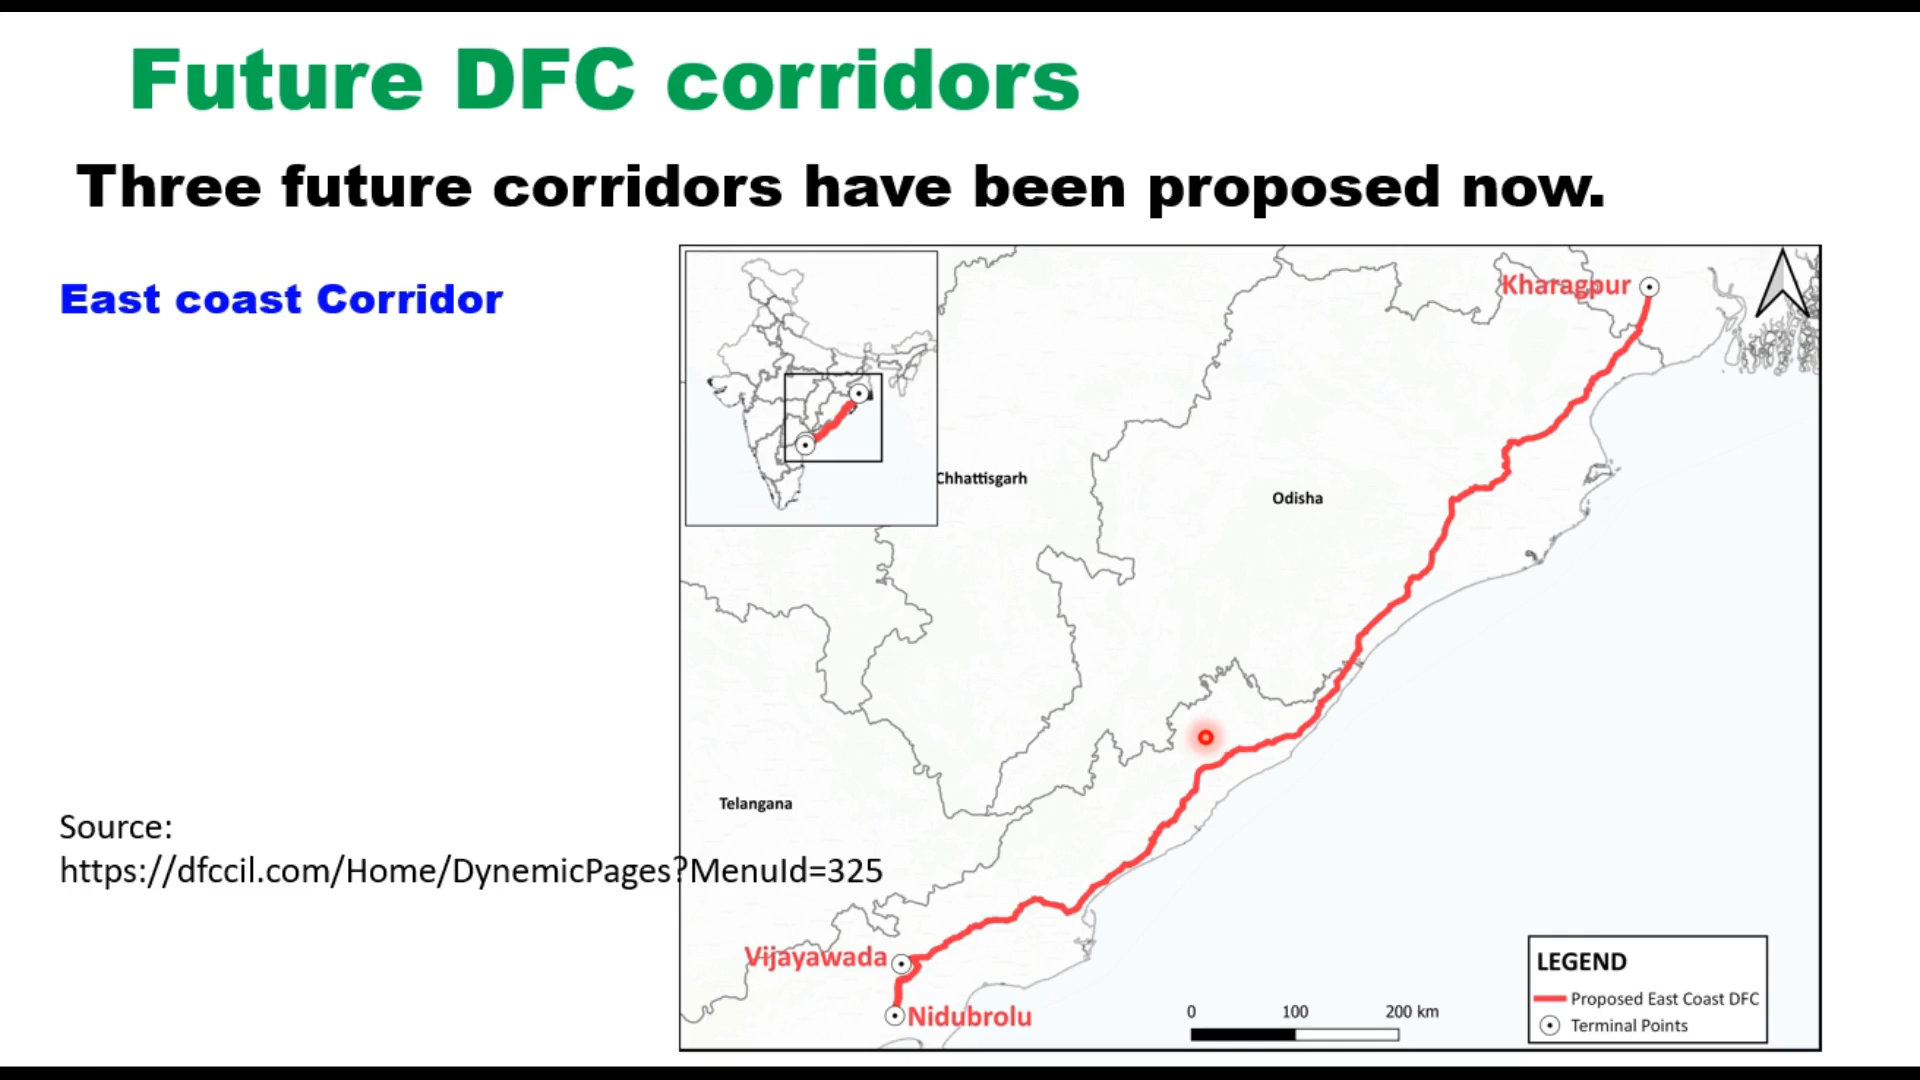 Future DFC corridors
Three future corridors have been proposed now.
East coast Corridor
Kharagpur
Chhattisgarh
Odisha
Telangana
Source:
https://dfccil.com/Home/DynemicPages?MenuId=325
Vijayawada
Nidubrolu
0 100 200 km
LEGEND
Proposed East Coast DFC
Terminal Points